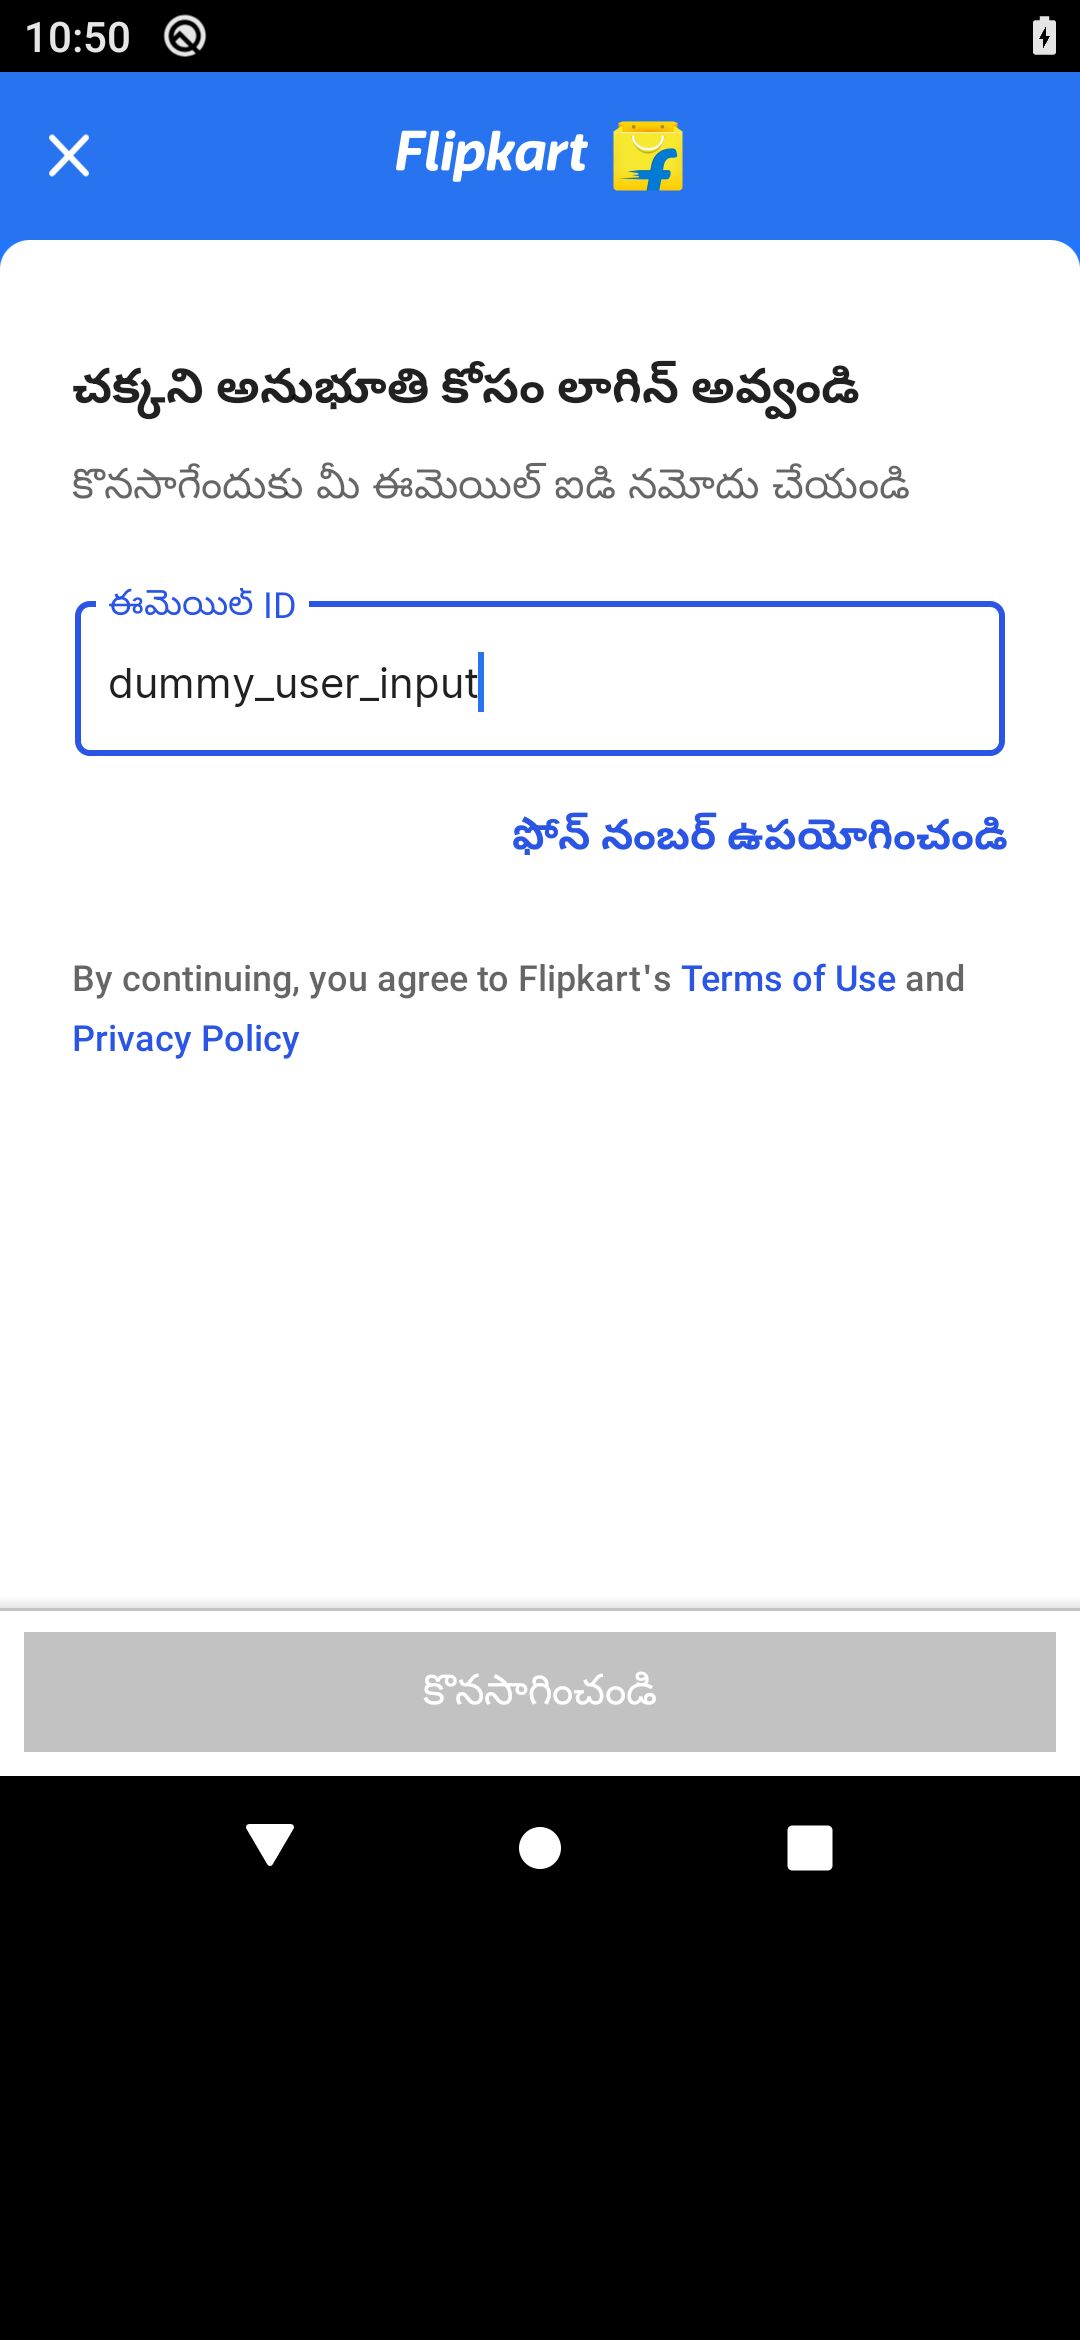 10:50
Flipkart
చక్కని అనుభూతి కోసం లాగిన్ అవ్వండి
కొనసాగేందుకు మీ ఈమెయిల్ ఐడి నమోదు చేయండి
ఈమెయిల్ ID
dummy_user_input
ఫోన్ నంబర్ ఉపయోగించండి
By continuing, you agree to Flipkart's Terms of Use and
Privacy Policy
కొనసాగించండి